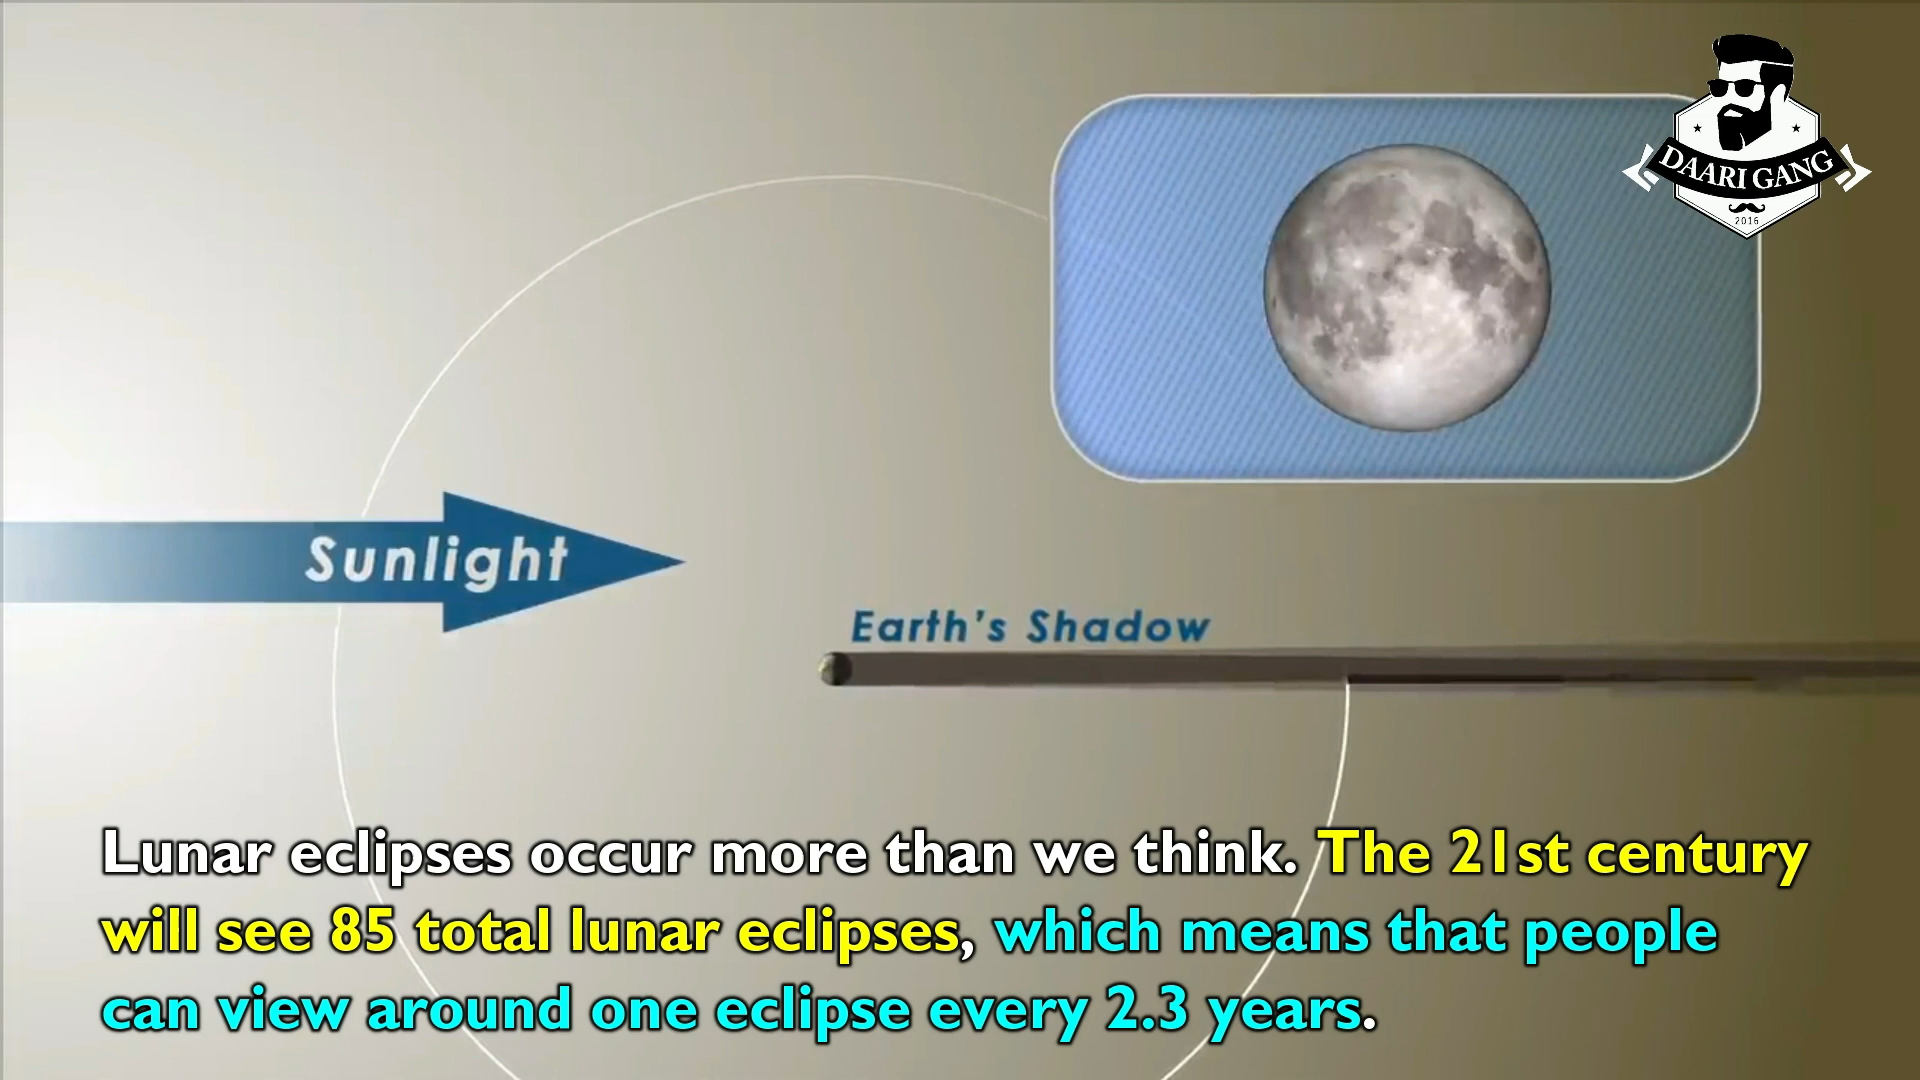 DAARI GANG
2016
Sunlight
Earth's Shadow
Lunar eclipses occur more than we think. The 21st century
will see 85 total lunar eclipses, which means that people
can view around one eclipse every 2.3 years.